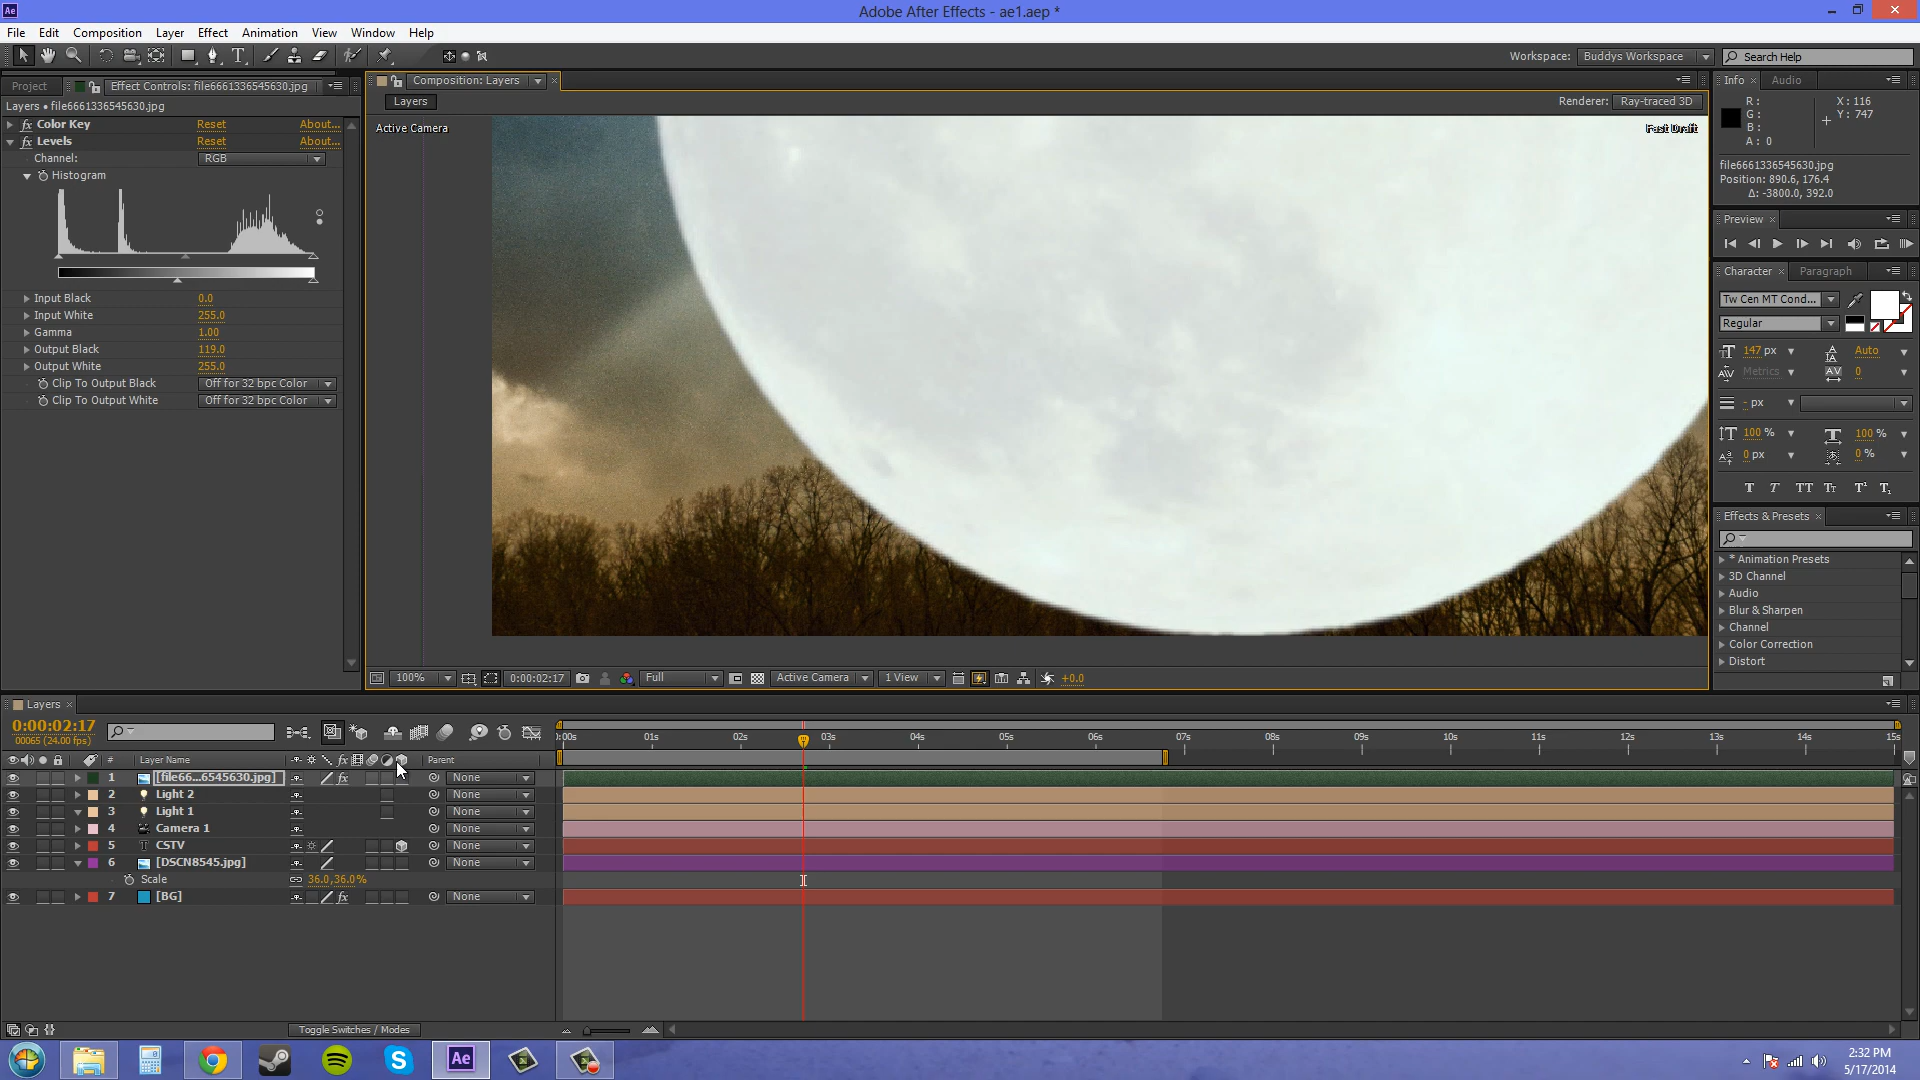 Ae
Adobe After Effects - ae1.aep *
File Edit Composition Layer Effect Animation View Window Help
Workspace: Buddys Workspace Search Help
Project Effect Controls: file6661336545630.jpg
Layers • file6661336545630.jpg
fx Color Key Reset About...
fx Levels Reset About...
Channel: RGB
Histogram
Input Black 0.0
Input White 255.0
Gamma 1.00
Output Black 119.0
Output White 255.0
Clip To Output Black Off for 32 bpc Color
Clip To Output White Off for 32 bpc Color
Composition: Layers
Layers
Renderer: Ray-traced 3D
Active Camera
Fast Draft
100% 0:00:02:17 Full Active Camera 1 View +0.0
Info Audio
R: X: 116
G: Y: 747
B:
A: 0
file6661336545630.jpg
Position: 890.6, 176.4
Δ: -3800.0, 392.0
Preview
Character Paragraph
Tw Cen MT Cond...
Regular
147 px Auto
Metrics 0
- px
100 % 100 %
0 px 0 %
T T TT Tt T¹ T₁
Effects & Presets
* Animation Presets
3D Channel
Audio
Blur & Sharpen
Channel
Color Correction
Distort
Layers
0:00:02:17
00065 (24.00 fps)
# Layer Name fx Parent
1 [file66...6545630.jpg] fx None
2 Light 2 None
3 Light 1 None
4 Camera 1 None
5 T CSTV None
6 [DSCN8545.jpg] None
Scale 36.0,36.0%
7 [BG] fx None
):00s 01s 02s 03s 04s 05s 06s 07s 08s 09s 10s 11s 12s 13s 14s 15s
Toggle Switches / Modes
Ae
2:32 PM
5/17/2014